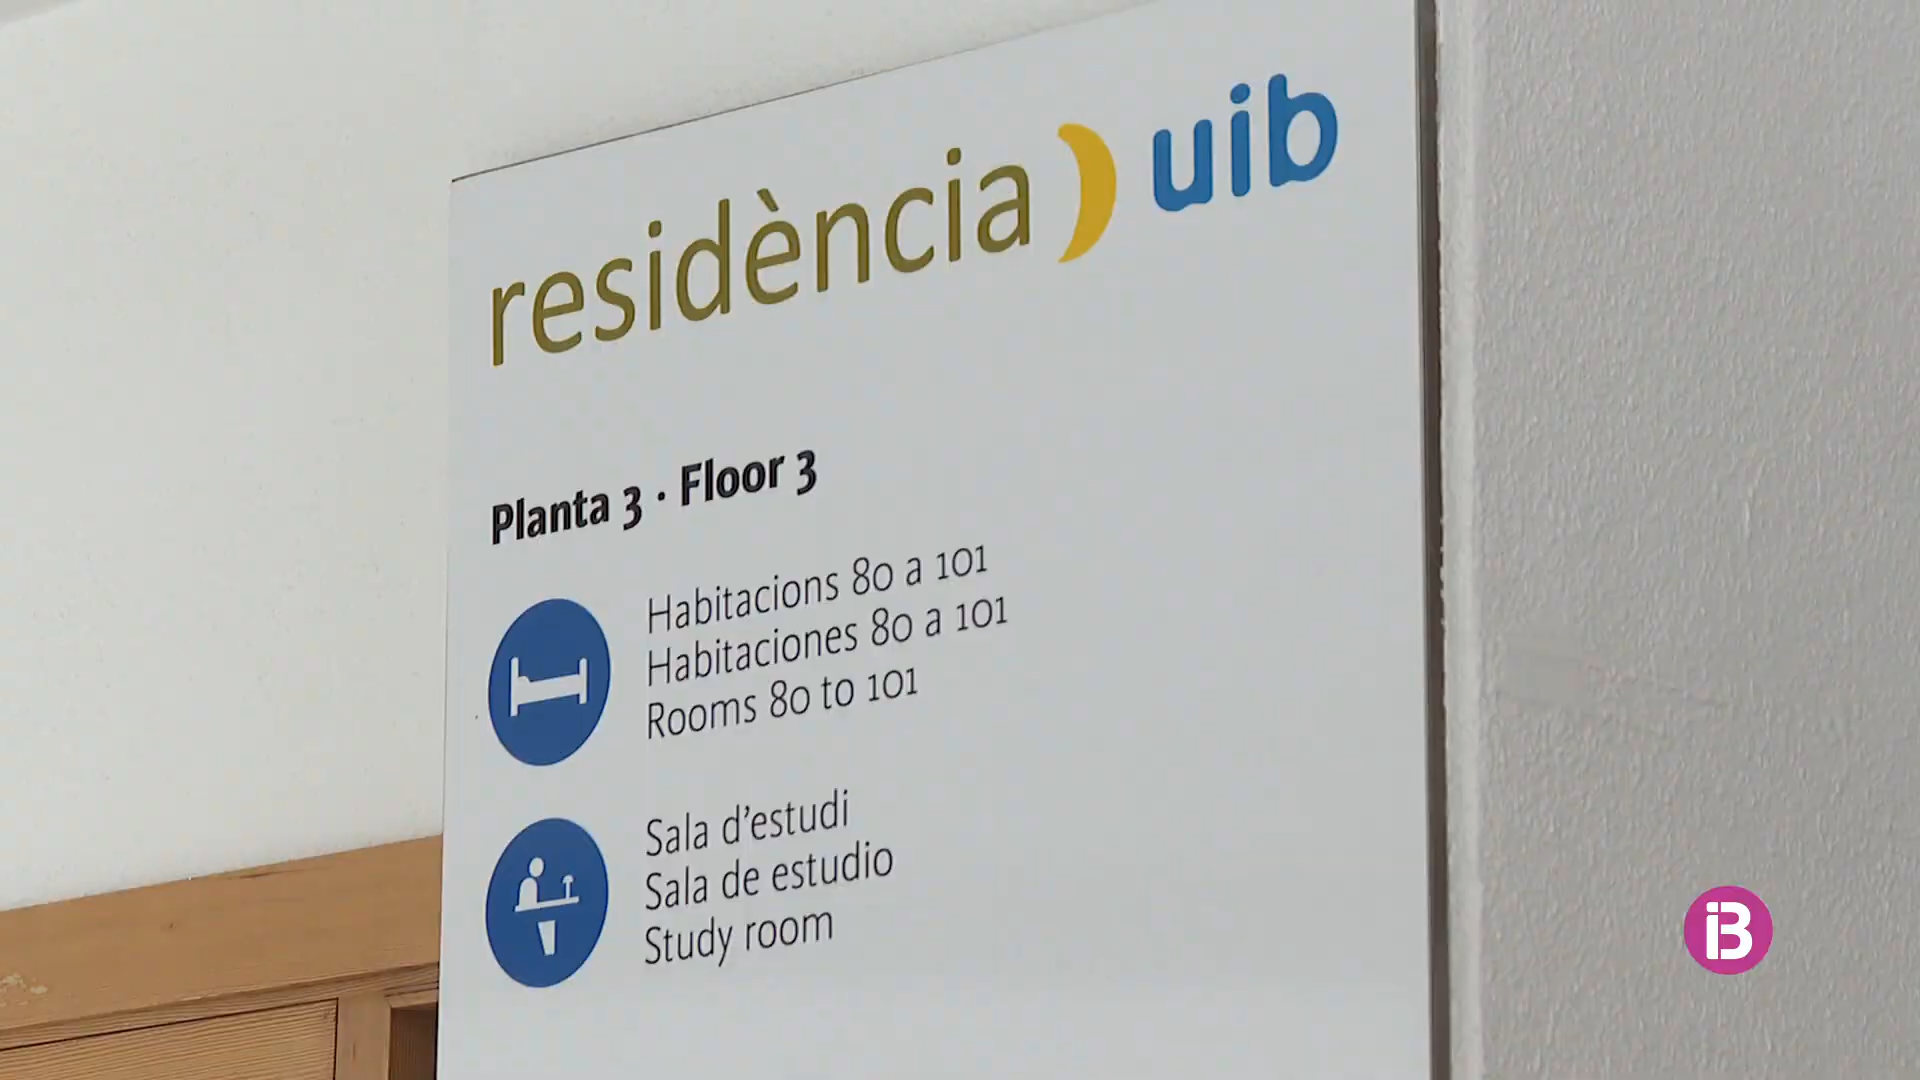 residència uib
Planta 3 · Floor 3
Habitacions 80 a 101
Habitaciones 80 a 101
Rooms 80 to 101
Sala d'estudi
Sala de estudio
Study room
iB